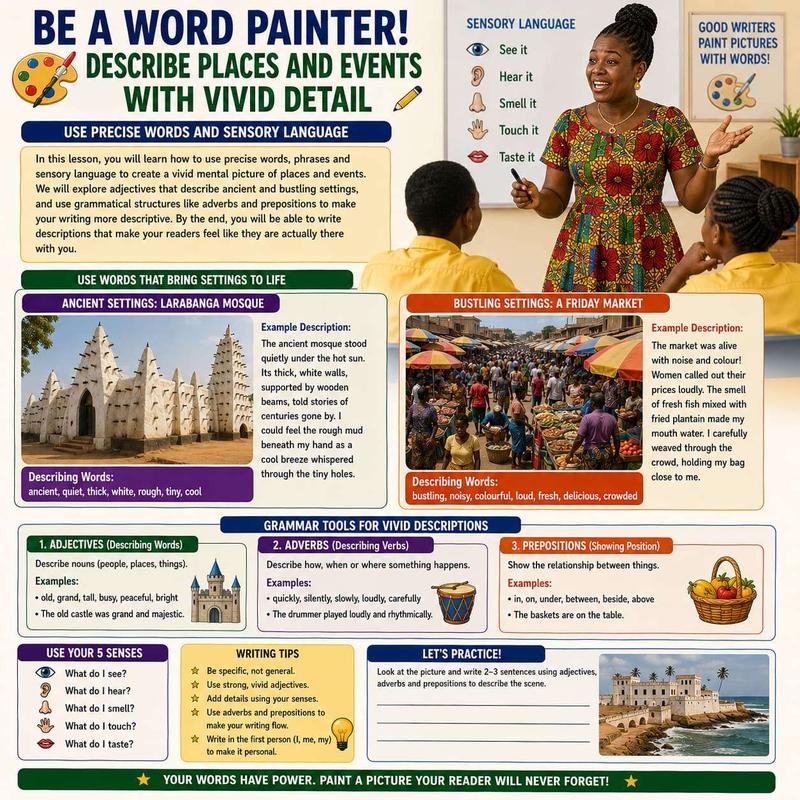 BE A WORD PAINTER!
DESCRIBE PLACES AND EVENTS
WITH VIVID DETAIL
USE PRECISE WORDS AND SENSORY LANGUAGE
In this lesson, you will learn how to use precise words, phrases and
sensory language to create a vivid mental picture of places and events.
We will explore adjectives that describe ancient and bustling settings,
and use grammatical structures like adverbs and prepositions to make
your writing more descriptive. By the end, you will be able to write
descriptions that make your readers feel like they are actually there
with you.
SENSORY LANGUAGE
See it
Hear it
Smell it
Touch it
Taste it
GOOD WRITERS
PAINT PICTURES
WITH WORDS!
USE WORDS THAT BRING SETTINGS TO LIFE
ANCIENT SETTINGS: LARABANGA MOSQUE
Example Description:
The ancient mosque stood
quietly under the hot sun.
Its thick, white walls,
supported by wooden
beams, told stories of
centuries gone by. I
could feel the rough mud
beneath my hand as a
cool breeze whispered
through the tiny holes.
Describing Words:
ancient, quiet, thick, white, rough, tiny, cool
BUSTLING SETTINGS: A FRIDAY MARKET
Example Description:
The market was alive
with noise and colour!
Women called out their
prices loudly. The smell
of fresh fish mixed with
fried plantain made my
mouth water. I carefully
weaved through the
crowd, holding my bag
close to me.
Describing Words:
bustling, noisy, colourful, loud, fresh, delicious, crowded
GRAMMAR TOOLS FOR VIVID DESCRIPTIONS
1. ADJECTIVES (Describing Words)
Describe nouns (people, places, things).
Examples:
• old, grand, tall, busy, peaceful, bright
• The old castle was grand and majestic.
2. ADVERBS (Describing Verbs)
Describe how, when or where something happens.
Examples:
• quickly, silently, slowly, loudly, carefully
• The drummer played loudly and rhythmically.
3. PREPOSITIONS (Showing Position)
Show the relationship between things.
Examples:
• in, on, under, between, beside, above
• The baskets are on the table.
USE YOUR 5 SENSES
What do I see?
What do I hear?
What do I smell?
What do I touch?
What do I taste?
WRITING TIPS
Be specific, not general.
Use strong, vivid adjectives.
Add details using your senses.
Use adverbs and prepositions to
make your writing flow.
Write in the first person (I, me, my)
to make it personal.
LET'S PRACTICE!
Look at the picture and write 2–3 sentences using adjectives,
adverbs and prepositions to describe the scene.
YOUR WORDS HAVE POWER. PAINT A PICTURE YOUR READER WILL NEVER FORGET!